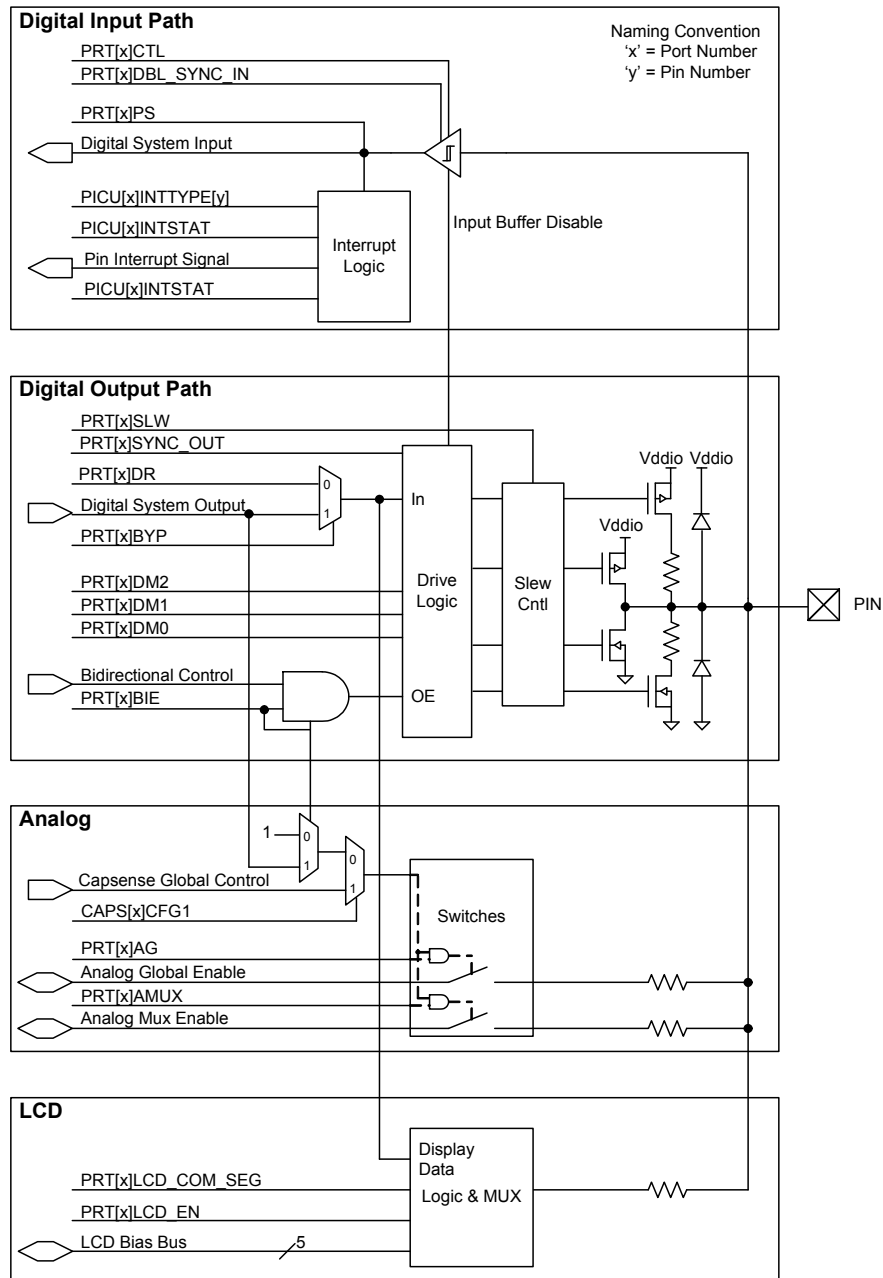 Digital Input Path
Naming Convention
'x' = Port Number
'y' = Pin Number
PRT[x]CTL
PRT[x]DBL_SYNC_IN
PRT[x]PS
Digital System Input
PICU[x]INTTYPE[y]
PICU[x]INTSTAT
Pin Interrupt Signal
PICU[x]INTSTAT
Interrupt
Logic
Input Buffer Disable
Digital Output Path
PRT[x]SLW
PRT[x]SYNC_OUT
PRT[x]DR
Digital System Output
PRT[x]BYP
0
1
PRT[x]DM2
PRT[x]DM1
PRT[x]DM0
Bidirectional Control
PRT[x]BIE
In
Drive
Logic
OE
Slew
Cntl
Vddio Vddio
Vddio
PIN
Analog
1
0
1
0
1
Capsense Global Control
CAPS[x]CFG1
Switches
PRT[x]AG
Analog Global Enable
PRT[x]AMUX
Analog Mux Enable
LCD
Display
Data
Logic & MUX
PRT[x]LCD_COM_SEG
PRT[x]LCD_EN
LCD Bias Bus
5